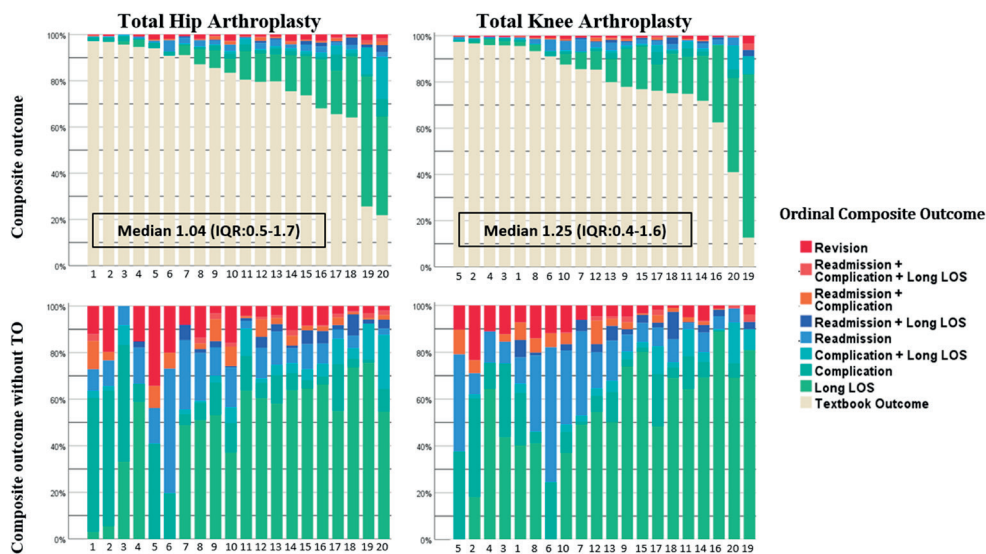 Total Hip Arthroplasty
Total Knee Arthroplasty
Composite outcome
100%
80%
60%
40%
20%
0%
Median 1.04 (IQR:0.5-1.7)
1 2 3 4 5 6 7 8 9 10 11 12 13 14 15 16 17 18 19 20
100%
80%
60%
40%
20%
0%
Median 1.25 (IQR:0.4-1.6)
5 2 4 3 1 8 6 10 7 12 13 9 15 17 18 11 14 16 20 19
Composite outcome without TO
100%
80%
60%
40%
20%
0%
1 2 3 4 5 6 7 8 9 10 11 12 13 14 15 16 17 18 19 20
100%
80%
60%
40%
20%
0%
5 2 4 3 1 8 6 10 7 12 13 9 15 17 18 11 14 16 20 19
Ordinal Composite Outcome
Revision
Readmission +
Complication + Long LOS
Readmission +
Complication
Readmission + Long LOS
Readmission
Complication + Long LOS
Complication
Long LOS
Textbook Outcome